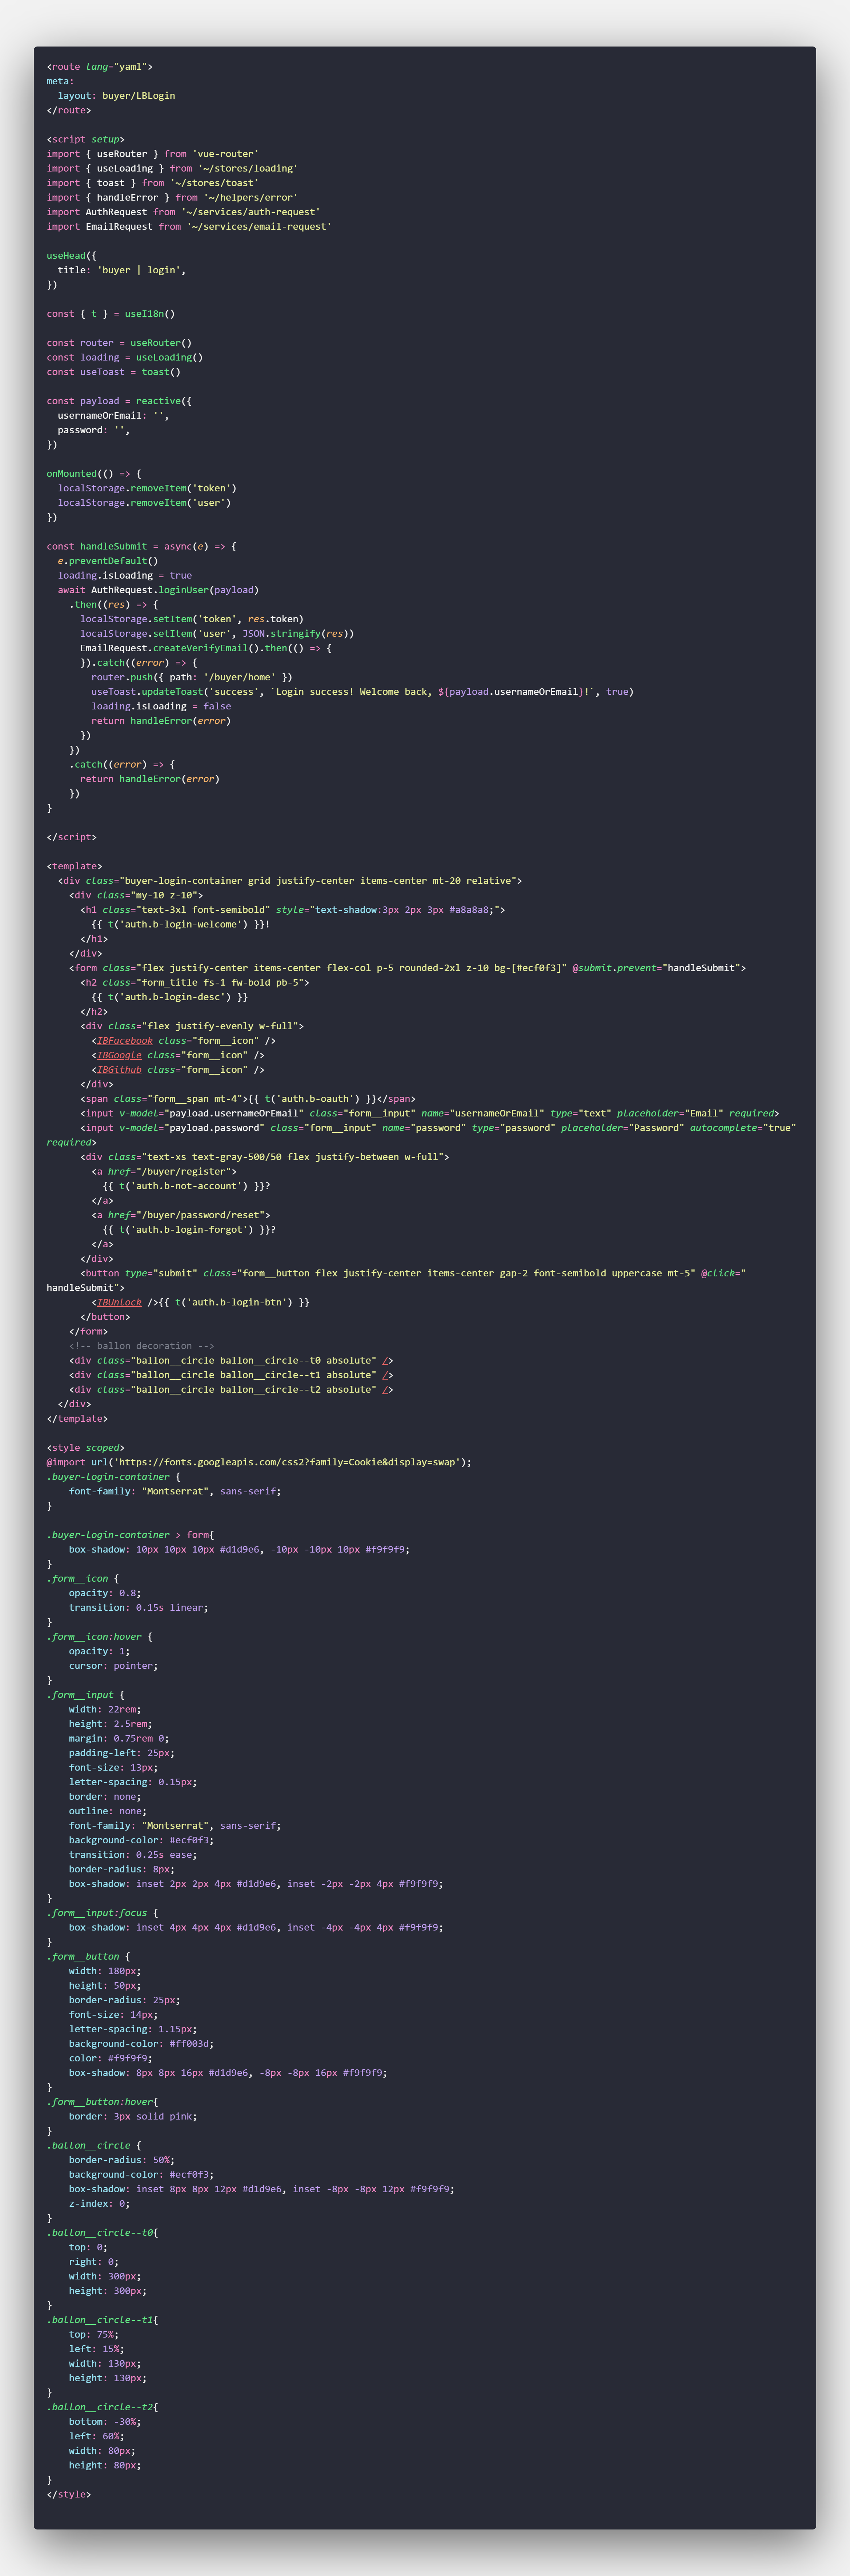 <route lang="yaml">
meta:
  layout: buyer/LBLogin
</route>

<script setup>
import { useRouter } from 'vue-router'
import { useLoading } from '~/stores/loading'
import { toast } from '~/stores/toast'
import { handleError } from '~/helpers/error'
import AuthRequest from '~/services/auth-request'
import EmailRequest from '~/services/email-request'

useHead({
  title: 'buyer | login',
})

const { t } = useI18n()

const router = useRouter()
const loading = useLoading()
const useToast = toast()

const payload = reactive({
  usernameOrEmail: '',
  password: '',
})

onMounted(() => {
  localStorage.removeItem('token')
  localStorage.removeItem('user')
})

const handleSubmit = async(e) => {
  e.preventDefault()
  loading.isLoading = true
  await AuthRequest.loginUser(payload)
    .then((res) => {
      localStorage.setItem('token', res.token)
      localStorage.setItem('user', JSON.stringify(res))
      EmailRequest.createVerifyEmail().then(() => {
      }).catch((error) => {
        router.push({ path: '/buyer/home' })
        useToast.updateToast('success', `Login success! Welcome back, ${payload.usernameOrEmail}!`, true)
        loading.isLoading = false
        return handleError(error)
      })
    })
    .catch((error) => {
      return handleError(error)
    })
}

</script>

<template>
  <div class="buyer-login-container grid justify-center items-center mt-20 relative">
    <div class="my-10 z-10">
      <h1 class="text-3xl font-semibold" style="text-shadow:3px 2px 3px #a8a8a8;">
        {{ t('auth.b-login-welcome') }}!
      </h1>
    </div>
    <form class="flex justify-center items-center flex-col p-5 rounded-2xl z-10 bg-[#ecf0f3]" @submit.prevent="handleSubmit">
      <h2 class="form_title fs-1 fw-bold pb-5">
        {{ t('auth.b-login-desc') }}
      </h2>
      <div class="flex justify-evenly w-full">
        <IBFacebook class="form__icon" />
        <IBGoogle class="form__icon" />
        <IBGithub class="form__icon" />
      </div>
      <span class="form__span mt-4">{{ t('auth.b-oauth') }}</span>
      <input v-model="payload.usernameOrEmail" class="form__input" name="usernameOrEmail" type="text" placeholder="Email" required>
      <input v-model="payload.password" class="form__input" name="password" type="password" placeholder="Password" autocomplete="true"
required>
      <div class="text-xs text-gray-500/50 flex justify-between w-full">
        <a href="/buyer/register">
          {{ t('auth.b-not-account') }}?
        </a>
        <a href="/buyer/password/reset">
          {{ t('auth.b-login-forgot') }}?
        </a>
      </div>
      <button type="submit" class="form__button flex justify-center items-center gap-2 font-semibold uppercase mt-5" @click="
handleSubmit">
        <IBUnlock />{{ t('auth.b-login-btn') }}
      </button>
    </form>
    <!-- ballon decoration -->
    <div class="ballon__circle ballon__circle--t0 absolute" />
    <div class="ballon__circle ballon__circle--t1 absolute" />
    <div class="ballon__circle ballon__circle--t2 absolute" />
  </div>
</template>

<style scoped>
@import url('https://fonts.googleapis.com/css2?family=Cookie&display=swap');
.buyer-login-container {
    font-family: "Montserrat", sans-serif;
}

.buyer-login-container > form{
    box-shadow: 10px 10px 10px #d1d9e6, -10px -10px 10px #f9f9f9;
}
.form__icon {
    opacity: 0.8;
    transition: 0.15s linear;
}
.form__icon:hover {
    opacity: 1;
    cursor: pointer;
}
.form__input {
    width: 22rem;
    height: 2.5rem;
    margin: 0.75rem 0;
    padding-left: 25px;
    font-size: 13px;
    letter-spacing: 0.15px;
    border: none;
    outline: none;
    font-family: "Montserrat", sans-serif;
    background-color: #ecf0f3;
    transition: 0.25s ease;
    border-radius: 8px;
    box-shadow: inset 2px 2px 4px #d1d9e6, inset -2px -2px 4px #f9f9f9;
}
.form__input:focus {
    box-shadow: inset 4px 4px 4px #d1d9e6, inset -4px -4px 4px #f9f9f9;
}
.form__button {
    width: 180px;
    height: 50px;
    border-radius: 25px;
    font-size: 14px;
    letter-spacing: 1.15px;
    background-color: #ff003d;
    color: #f9f9f9;
    box-shadow: 8px 8px 16px #d1d9e6, -8px -8px 16px #f9f9f9;
}
.form__button:hover{
    border: 3px solid pink;
}
.ballon__circle {
    border-radius: 50%;
    background-color: #ecf0f3;
    box-shadow: inset 8px 8px 12px #d1d9e6, inset -8px -8px 12px #f9f9f9;
    z-index: 0;
}
.ballon__circle--t0{
    top: 0;
    right: 0;
    width: 300px;
    height: 300px;
}
.ballon__circle--t1{
    top: 75%;
    left: 15%;
    width: 130px;
    height: 130px;
}
.ballon__circle--t2{
    bottom: -30%;
    left: 60%;
    width: 80px;
    height: 80px;
}
</style>